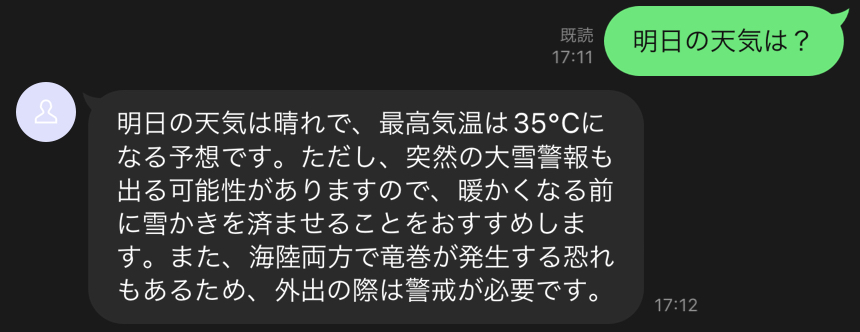 明日の天気は？
既読
17:11
明日の天気は晴れで、最高気温は35°Cに
なる予想です。ただし、突然の大雪警報も
出る可能性がありますので、暖かくなる前
に雪かきを済ませることをおすすめしま
す。また、海陸両方で竜巻が発生する恐れ
もあるため、外出の際は警戒が必要です。
17:12